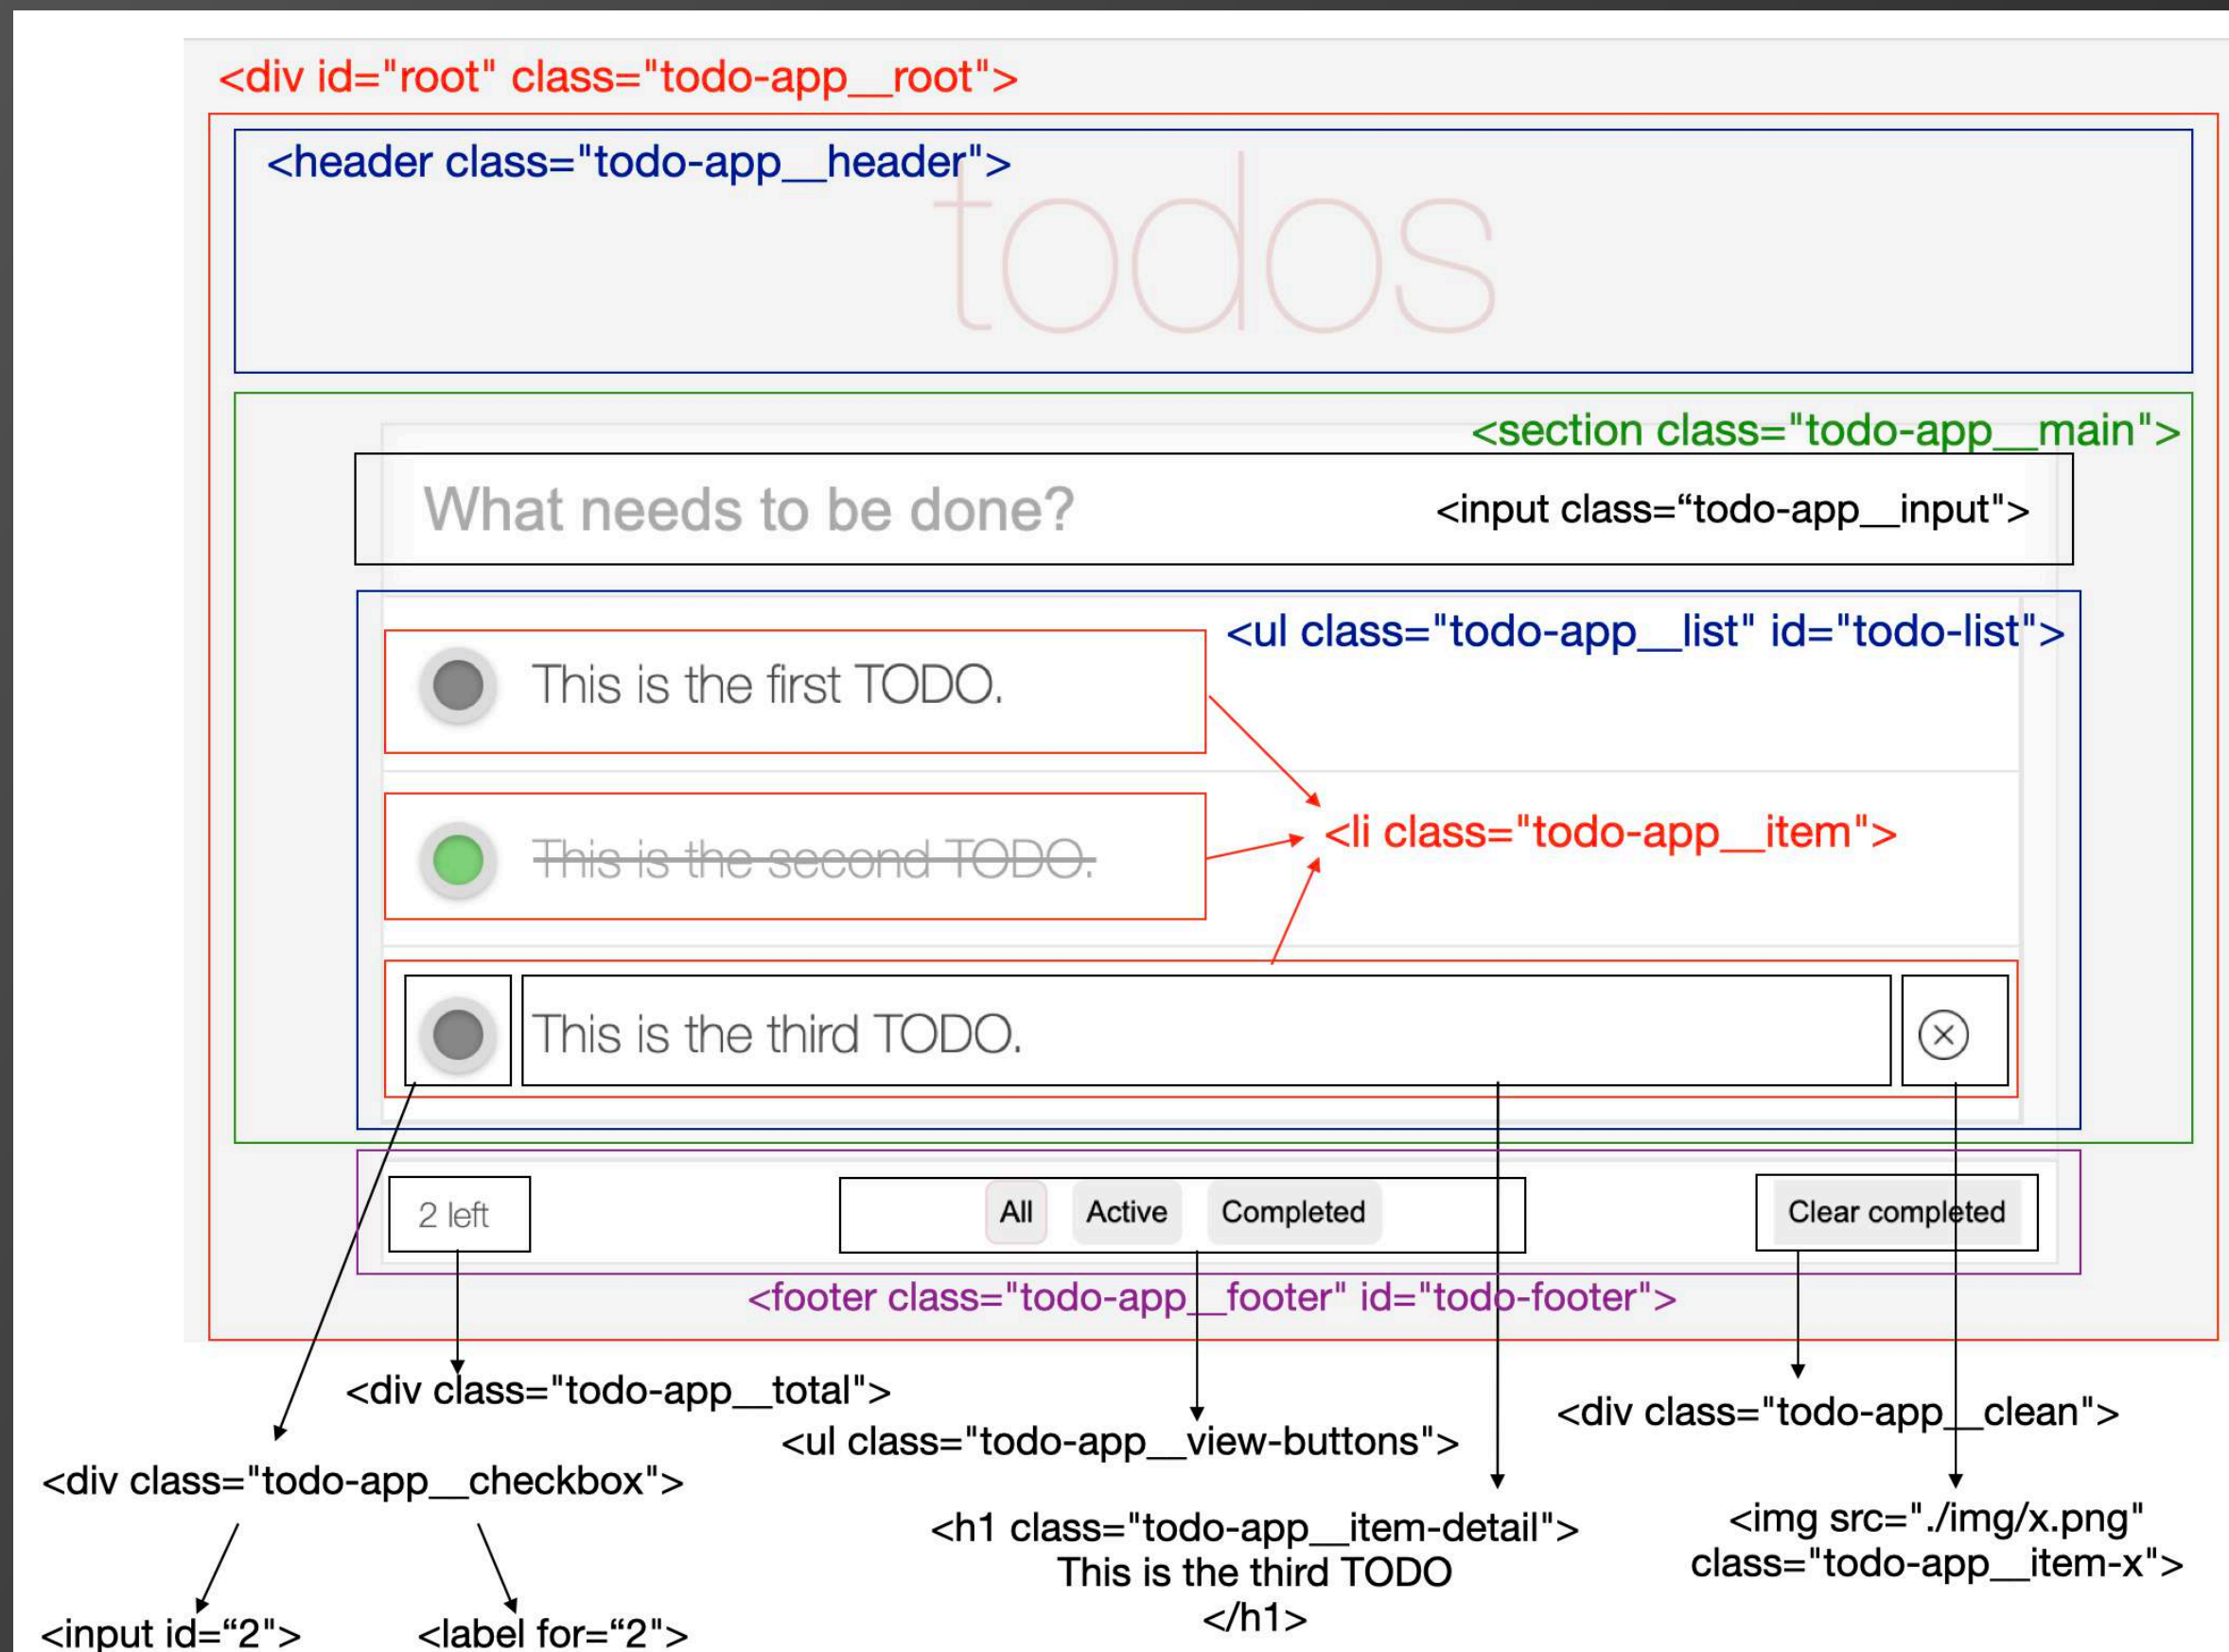 <div id="root" class="todo-app__root">
<header class="todo-app__header">
todos
<section class="todo-app__main">
What needs to be done?
<input class=“todo-app__input">
<ul class="todo-app__list" id="todo-list">
This is the first TODO.
<li class="todo-app__item">
This is the second TODO.
This is the third TODO.
2 left
All
Active
Completed
Clear completed
<footer class="todo-app__footer" id="todo-footer">
<div class="todo-app__total">
<ul class="todo-app__view-buttons">
<div class="todo-app__clean">
<div class="todo-app__checkbox">
<h1 class="todo-app__item-detail">
This is the third TODO
</h1>
<img src="./img/x.png"
class="todo-app__item-x">
<input id=“2">
<label for=“2">